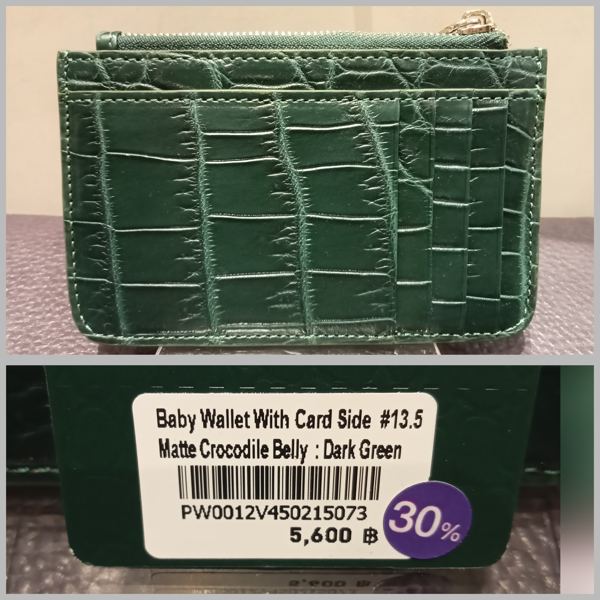 Baby Wallet With Card Side #13.5
Matte Crocodile Belly : Dark Green
PW0012V450215073
5,600 ฿
30%